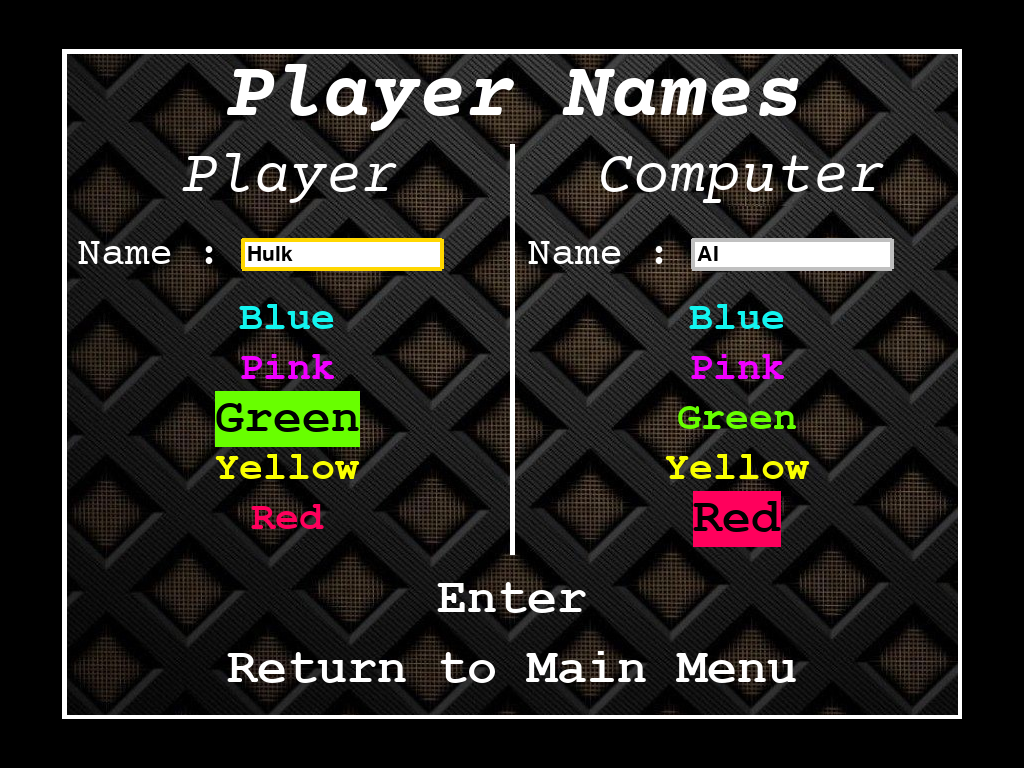 Player Names
Player
Name : Hulk
Blue
Pink
Green
Yellow
Red
Computer
Name : AI
Blue
Pink
Green
Yellow
Red
Enter
Return to Main Menu